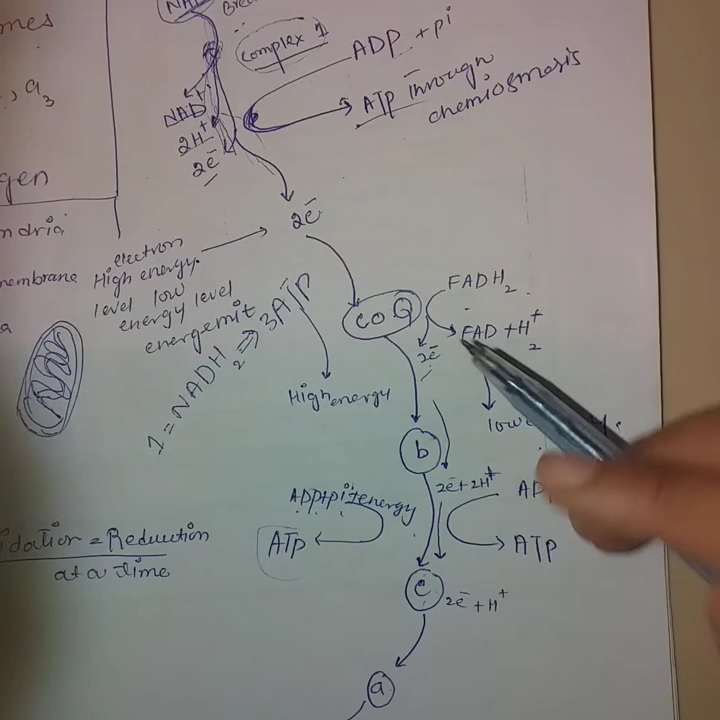 mes
, a3
gen
ndria
membrane
a
Complex 1
ADP + pi
ATP through
chemiosmosis
NAD+
2H+
2e-
2e-
electron
High energy
level low
energy level
energemit
1 = NADH2 => 3ATP
High energy
CoQ
FADH2
FAD + H2+
2e-
b
2e- + 2H+
ADP+pi+energy
ATP
ATP
c
2e- + H+
a
idation = Reduction
at a time